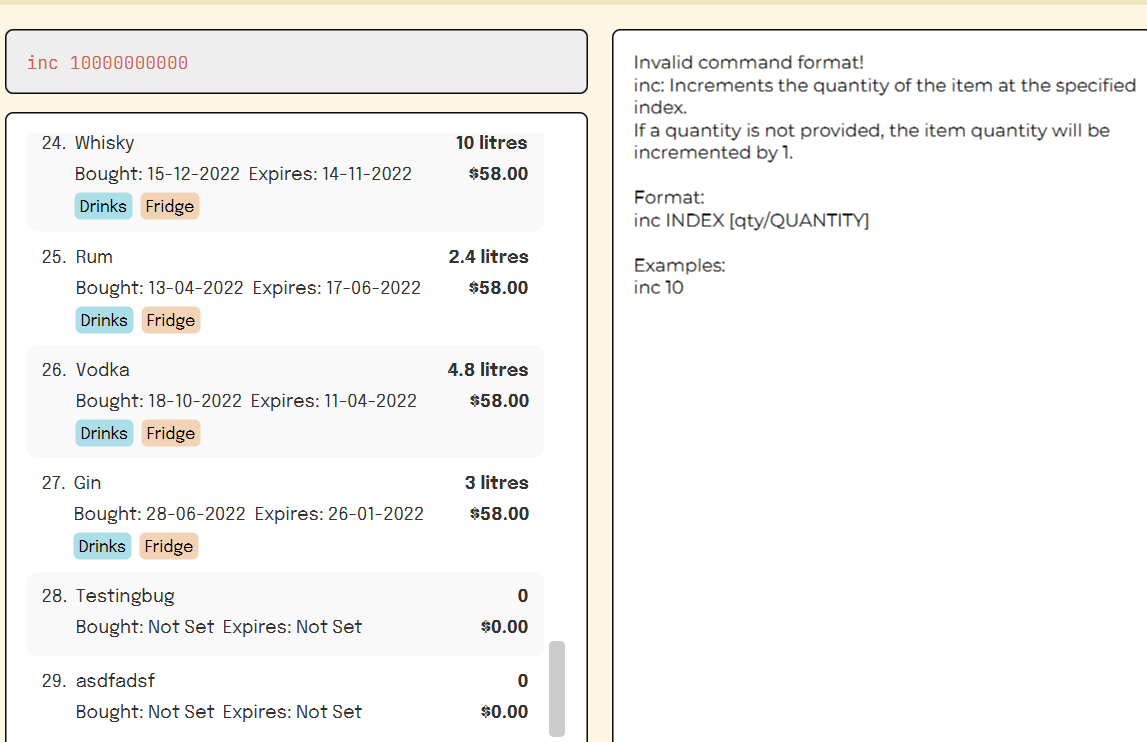 inc 10000000000
24. Whisky 10 litres
Bought: 15-12-2022 Expires: 14-11-2022 $58.00
Drinks Fridge
25. Rum 2.4 litres
Bought: 13-04-2022 Expires: 17-06-2022 $58.00
Drinks Fridge
26. Vodka 4.8 litres
Bought: 18-10-2022 Expires: 11-04-2022 $58.00
Drinks Fridge
27. Gin 3 litres
Bought: 28-06-2022 Expires: 26-01-2022 $58.00
Drinks Fridge
28. Testingbug 0
Bought: Not Set Expires: Not Set $0.00
29. asdfadsf 0
Bought: Not Set Expires: Not Set $0.00
Invalid command format!
inc: Increments the quantity of the item at the specified
index.
If a quantity is not provided, the item quantity will be
incremented by 1.
Format:
inc INDEX [qty/QUANTITY]
Examples:
inc 10